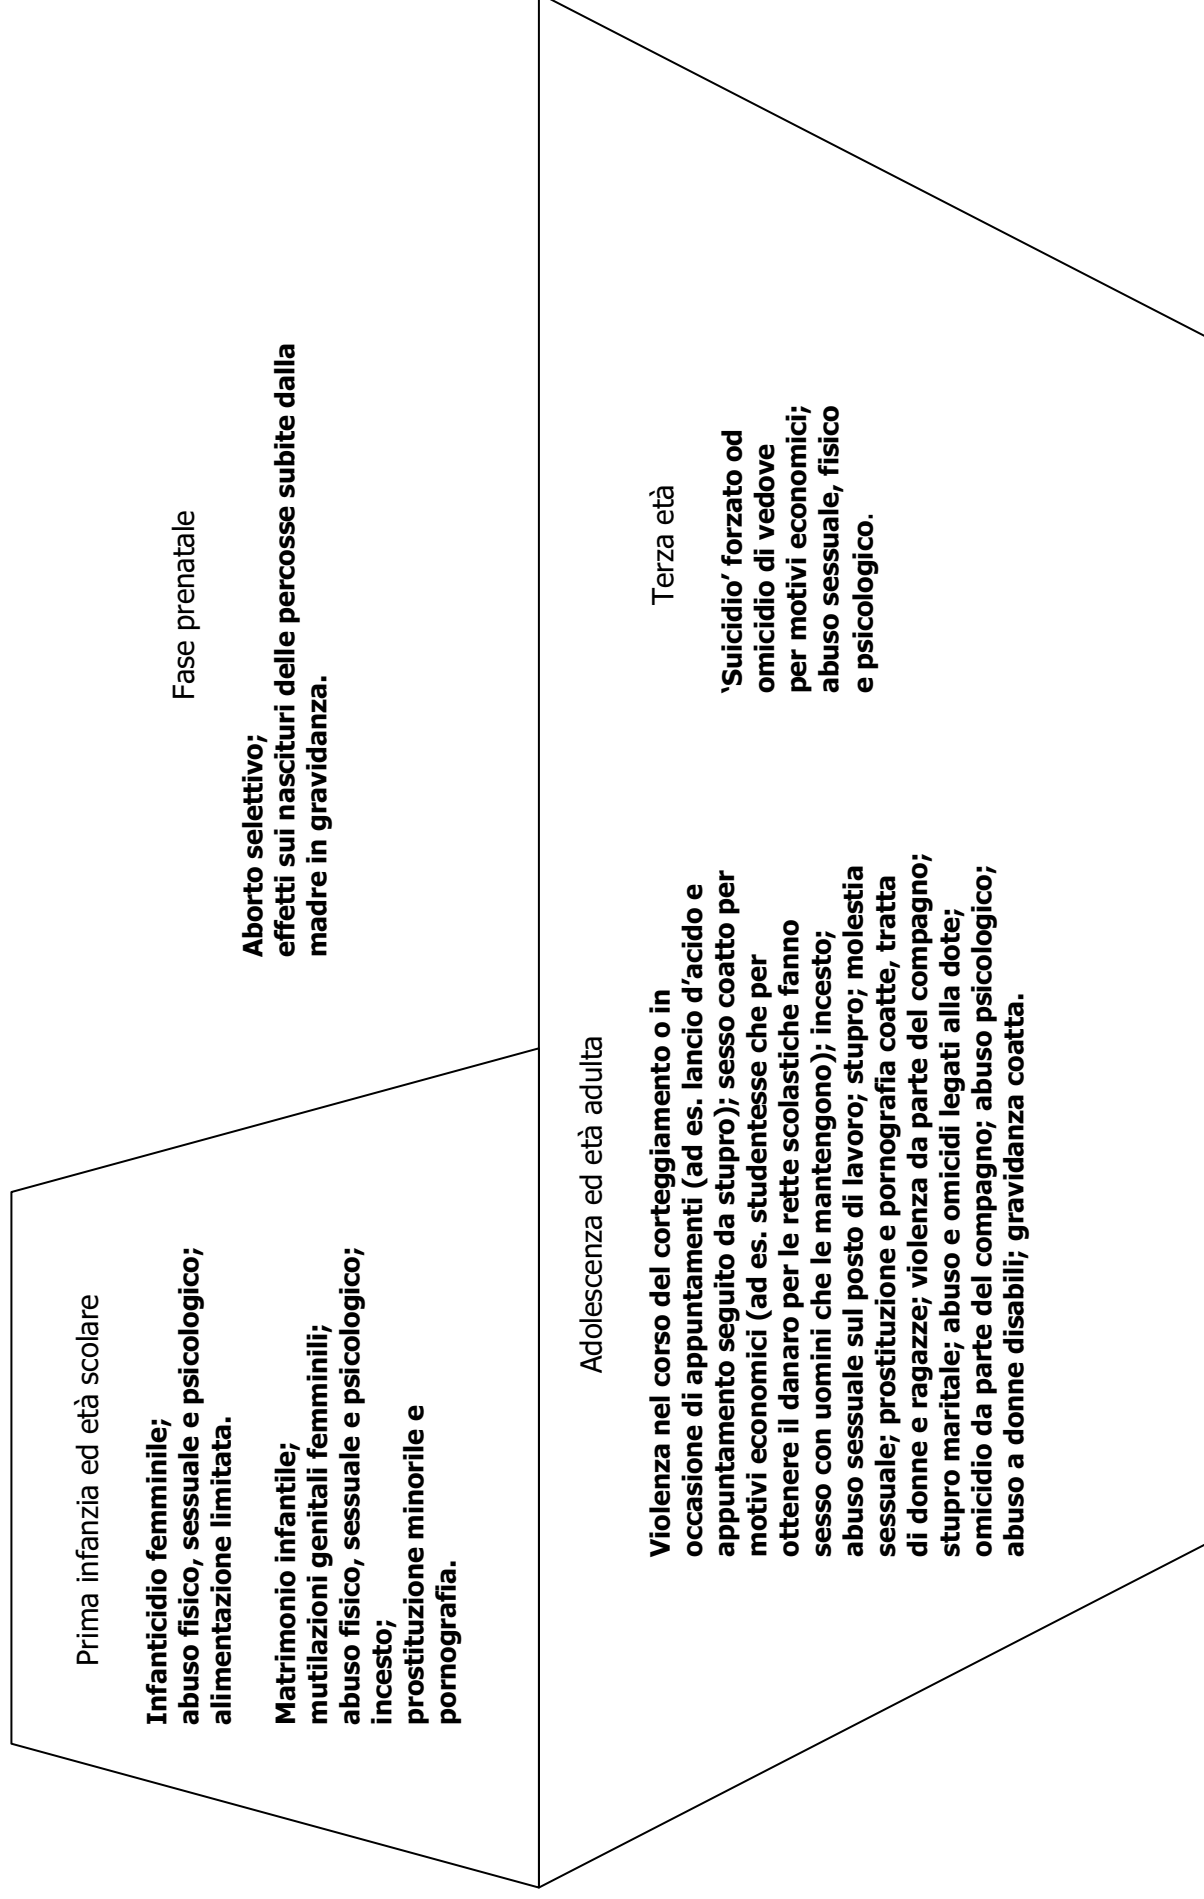 Prima infanzia ed età scolare
Infanticidio femminile;
abuso fisico, sessuale e psicologico;
alimentazione limitata.
Matrimonio infantile;
mutilazioni genitali femminili;
abuso fisico, sessuale e psicologico;
incesto;
prostituzione minorile e
pornografia.
Fase prenatale
Aborto selettivo;
effetti sui nascituri delle percosse subite dalla
madre in gravidanza.
Adolescenza ed età adulta
Violenza nel corso del corteggiamento o in
occasione di appuntamenti (ad es. lancio d’acido e
appuntamento seguito da stupro); sesso coatto per
motivi economici (ad es. studentesse che per
ottenere il danaro per le rette scolastiche fanno
sesso con uomini che le mantengono); incesto;
abuso sessuale sul posto di lavoro; stupro; molestia
sessuale; prostituzione e pornografia coatte, tratta
di donne e ragazze; violenza da parte del compagno;
stupro maritale; abuso e omicidi legati alla dote;
omicidio da parte del compagno; abuso psicologico;
abuso a donne disabili; gravidanza coatta.
Terza età
‘Suicidio’ forzato od
omicidio di vedove
per motivi economici;
abuso sessuale, fisico
e psicologico.